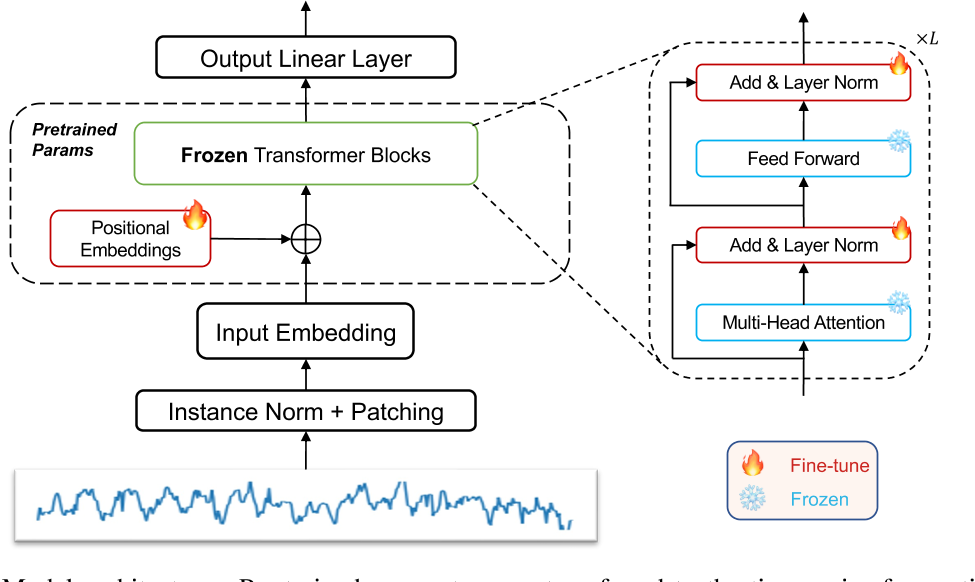 Output Linear Layer
Pretrained
Params
Frozen Transformer Blocks
Positional
Embeddings
Input Embedding
Instance Norm + Patching
×L
Add & Layer Norm
Feed Forward
Add & Layer Norm
Multi-Head Attention
Fine-tune
Frozen